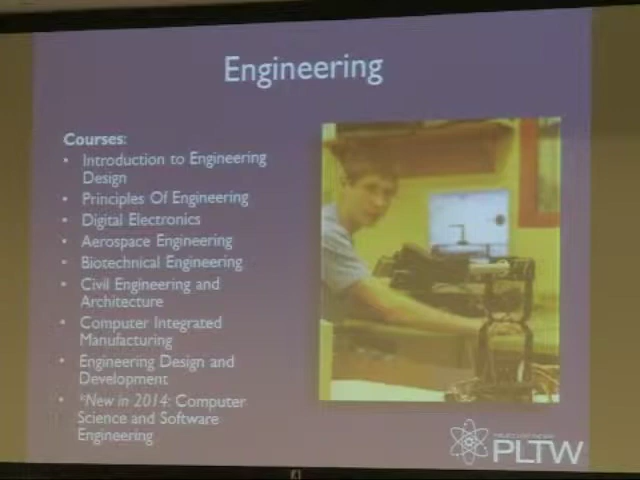 Engineering
Courses:
• Introduction to Engineering
Design
• Principles Of Engineering
• Digital Electronics
• Aerospace Engineering
• Biotechnical Engineering
• Civil Engineering and
Architecture
• Computer Integrated
Manufacturing
• Engineering Design and
Development
• *New in 2014: Computer
Science and Software
Engineering
PLTW